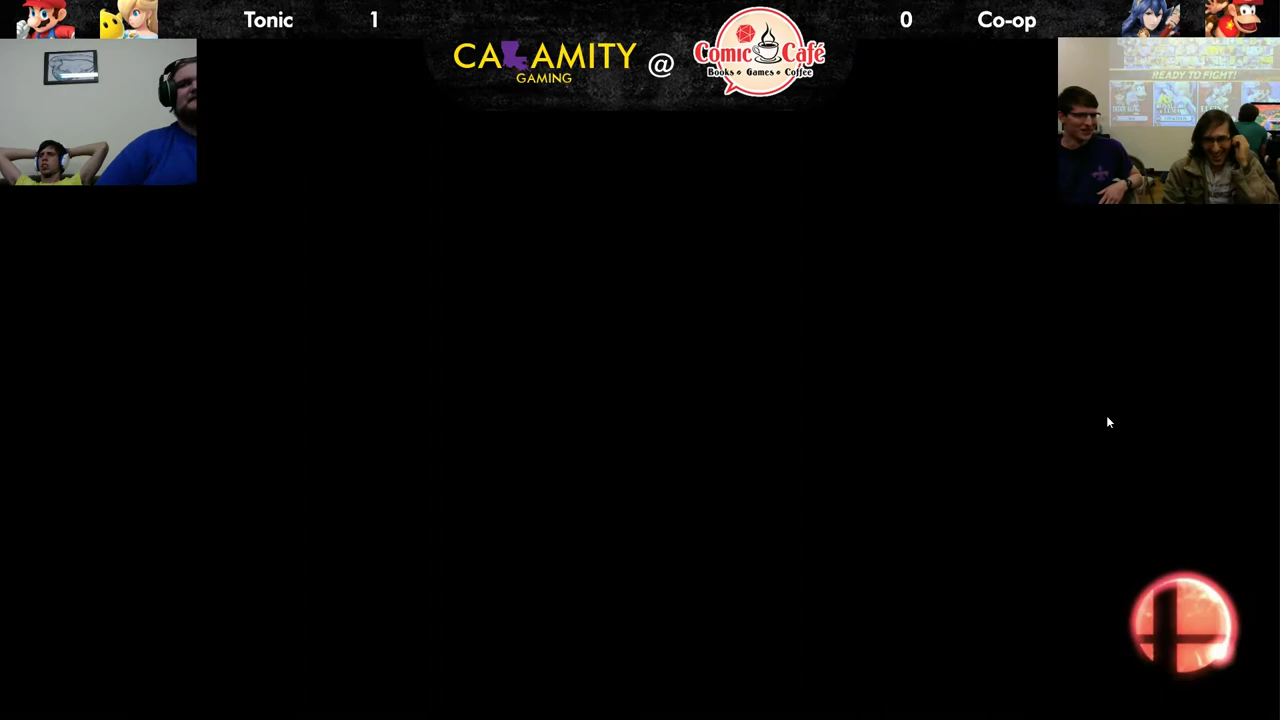 Tonic 1 0 Co-op
CALAMITY
GAMING
@
Comic Café
Books • Games • Coffee
READY TO FIGHT!